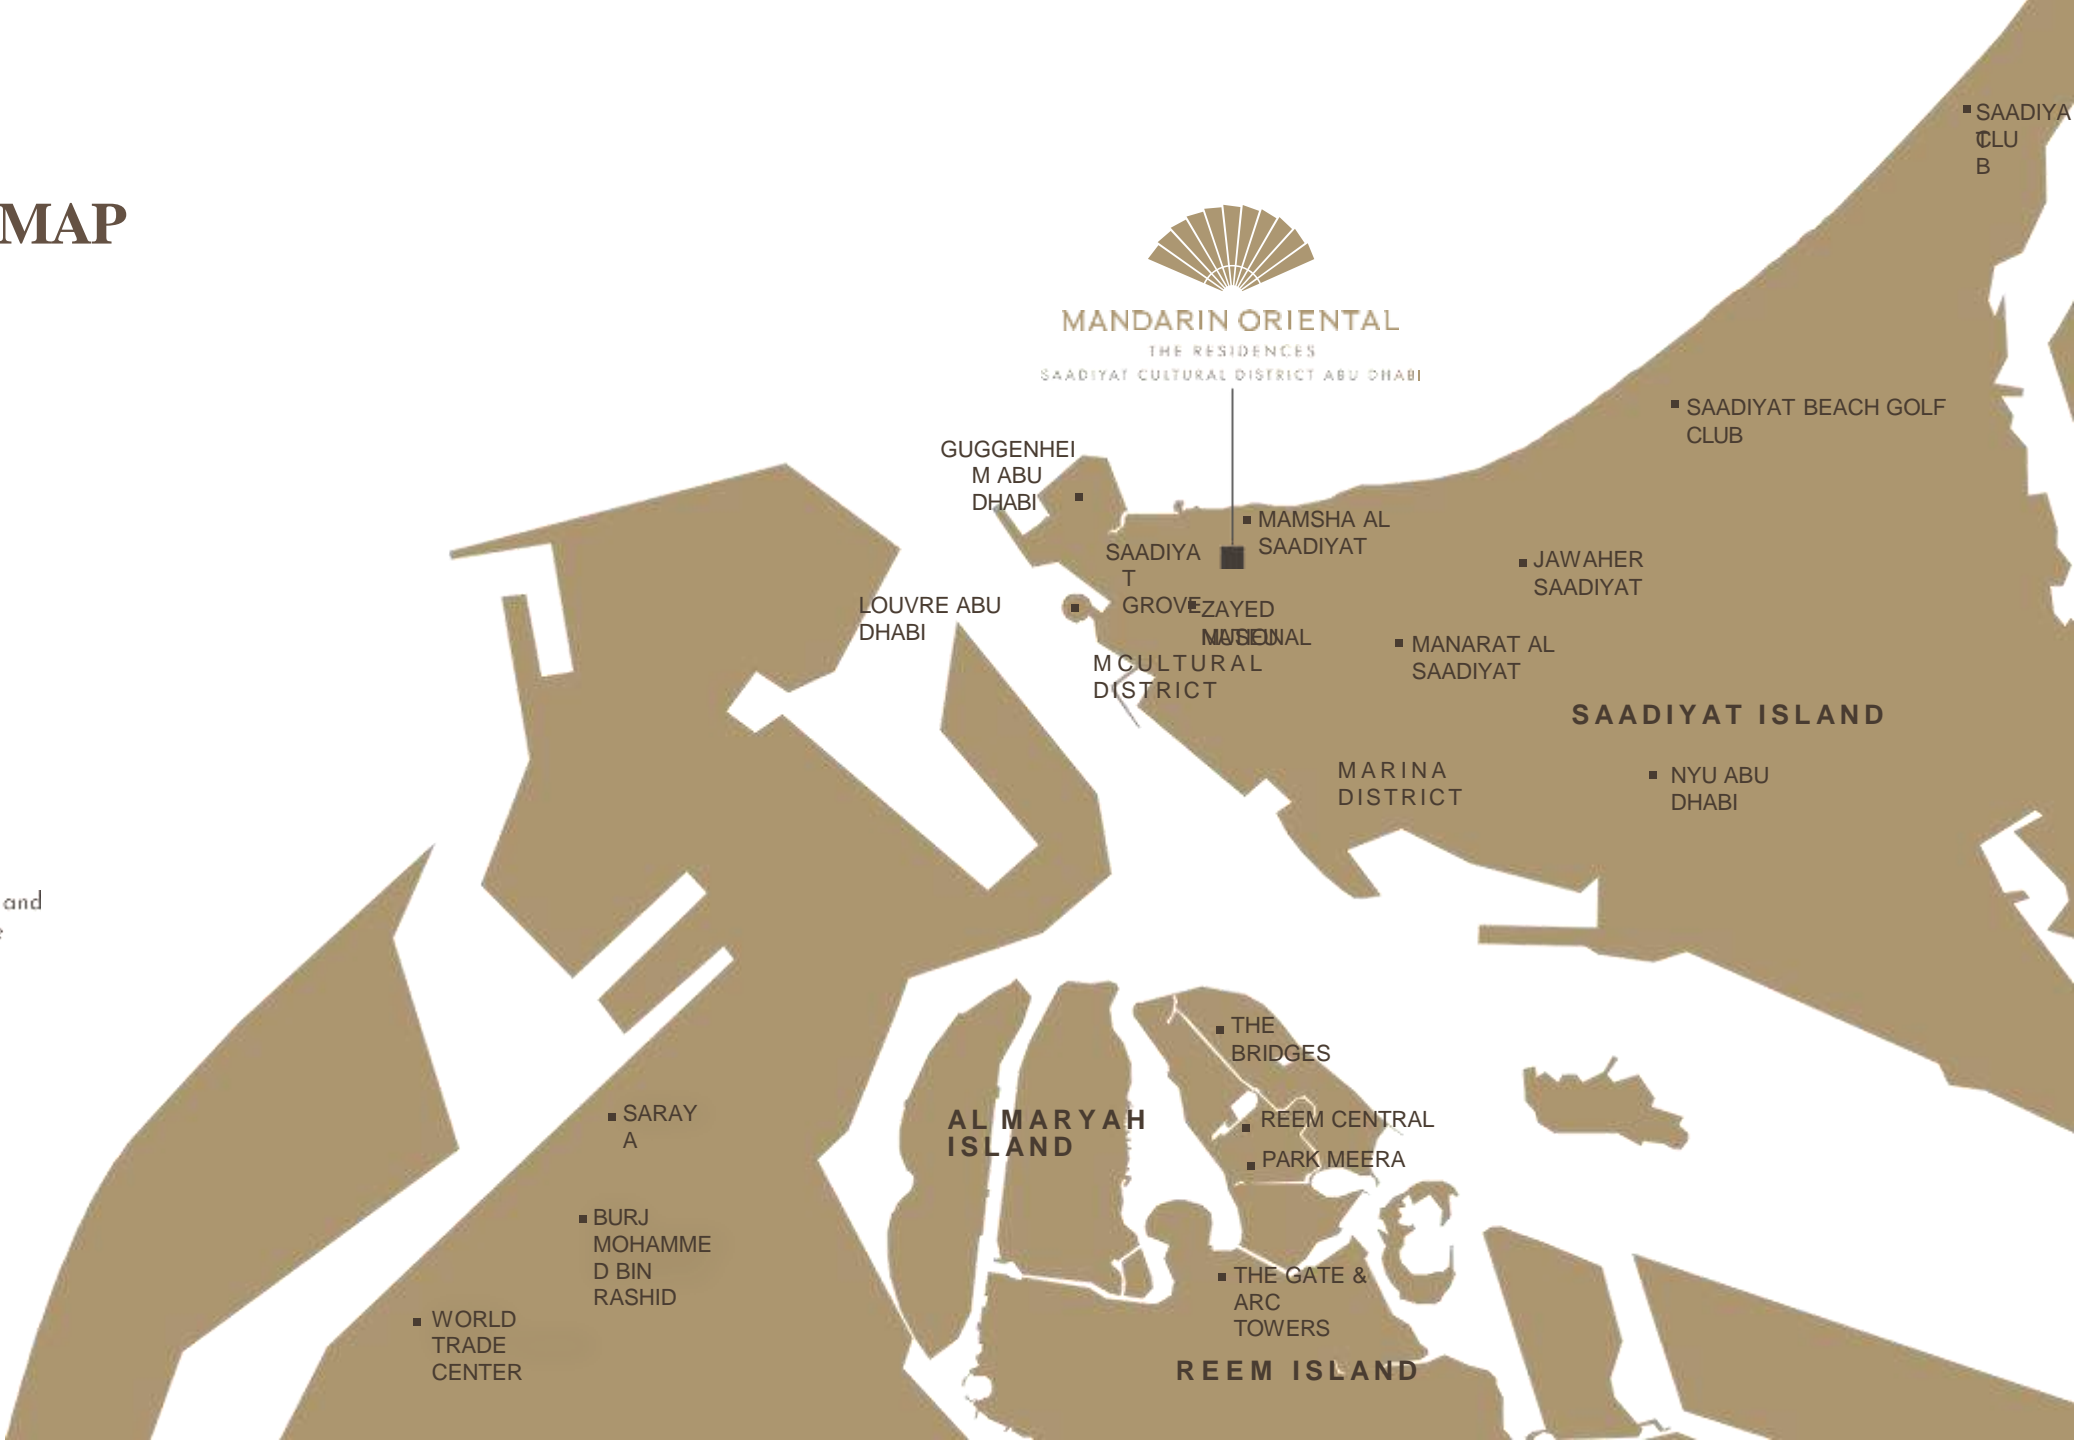 MAP
SAADIYA
T
CLU
B
MANDARIN ORIENTAL
THE RESIDENCES
SAADIYAT CULTURAL DISTRICT ABU DHABI
SAADIYAT BEACH GOLF
CLUB
GUGGENHEI
M ABU
DHABI
MAMSHA AL
SAADIYAT
SAADIYA
T
GROVE
JAWAHER
SAADIYAT
LOUVRE ABU
DHABI
ZAYED
NATIONAL
MUSEU
M
CULTURAL
DISTRICT
MANARAT AL
SAADIYAT
SAADIYAT ISLAND
MARINA
DISTRICT
NYU ABU
DHABI
and
THE
BRIDGES
SARAY
A
AL MARYAH
ISLAND
REEM CENTRAL
PARK MEERA
BURJ
MOHAMME
D BIN
RASHID
THE GATE &
ARC
TOWERS
WORLD
TRADE
CENTER
REEM ISLAND